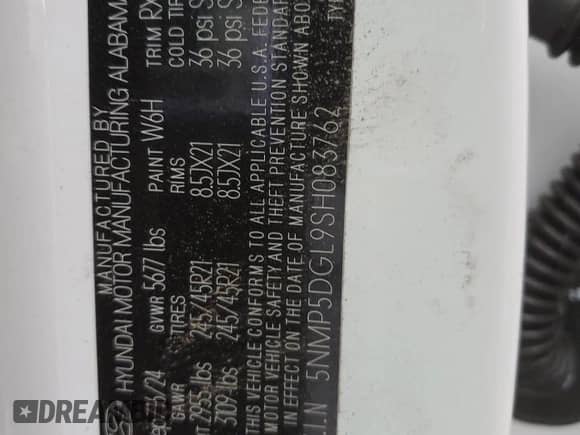 MANUFACTURED BY
HYUNDAI MOTOR MANUFACTURING ALABAMA
/24 GVWR 5677 lbs PAINT W6H TRIM RX
GAWR TIRES RIMS COLD TIR
2955 lbs 245/45R21 8.5JX21 36 psi S
3109 lbs 245/45R21 8.5JX21 36 psi S
THIS VEHICLE CONFORMS TO ALL APPLICABLE U.S.A. FEDE
MOTOR VEHICLE SAFETY AND THEFT PREVENTION STANDAR
IN EFFECT ON THE DATE OF MANUFACTURE SHOWN ABO
V.I.N 5NMP5DGL9SH083762
TY